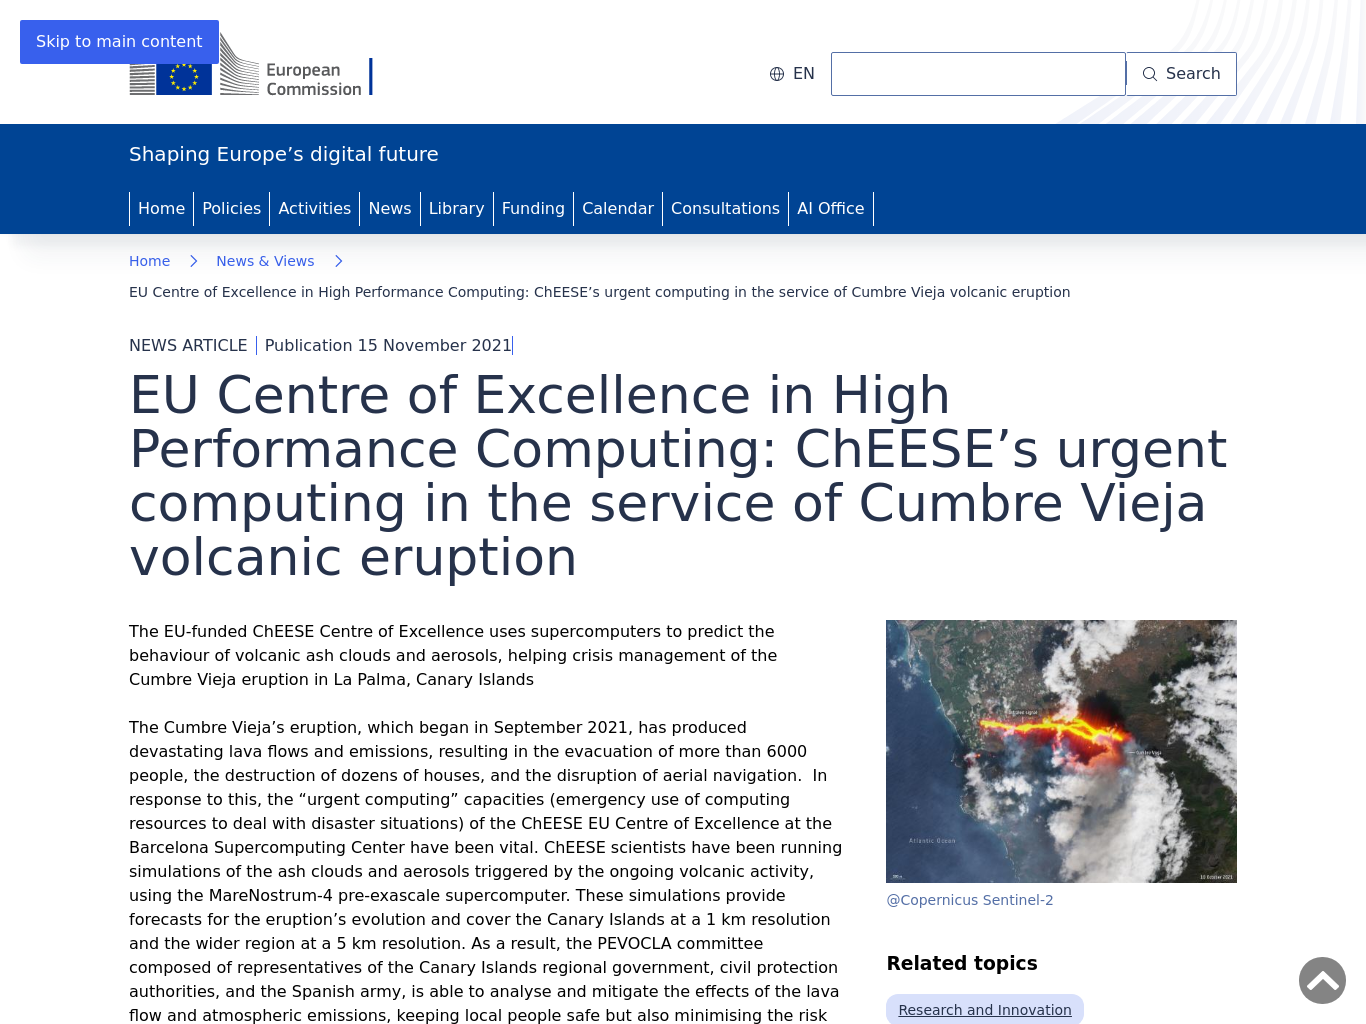 Skip to main content
European
Commission
EN
Search
Shaping Europe’s digital future
Home
Policies
Activities
News
Library
Funding
Calendar
Consultations
AI Office
Home
News & Views
EU Centre of Excellence in High Performance Computing: ChEESE’s urgent computing in the service of Cumbre Vieja volcanic eruption
NEWS ARTICLE
Publication 15 November 2021
EU Centre of Excellence in High
Performance Computing: ChEESE’s urgent
computing in the service of Cumbre Vieja
volcanic eruption
The EU-funded ChEESE Centre of Excellence uses supercomputers to predict the
behaviour of volcanic ash clouds and aerosols, helping crisis management of the
Cumbre Vieja eruption in La Palma, Canary Islands
The Cumbre Vieja’s eruption, which began in September 2021, has produced
devastating lava flows and emissions, resulting in the evacuation of more than 6000
people, the destruction of dozens of houses, and the disruption of aerial navigation.  In
response to this, the “urgent computing” capacities (emergency use of computing
resources to deal with disaster situations) of the ChEESE EU Centre of Excellence at the
Barcelona Supercomputing Center have been vital. ChEESE scientists have been running
simulations of the ash clouds and aerosols triggered by the ongoing volcanic activity,
using the MareNostrum-4 pre-exascale supercomputer. These simulations provide
forecasts for the eruption’s evolution and cover the Canary Islands at a 1 km resolution
and the wider region at a 5 km resolution. As a result, the PEVOCLA committee
composed of representatives of the Canary Islands regional government, civil protection
authorities, and the Spanish army, is able to analyse and mitigate the effects of the lava
flow and atmospheric emissions, keeping local people safe but also minimising the risk
Atlantic Ocean
10 October 2021
@Copernicus Sentinel-2
Related topics
Research and Innovation